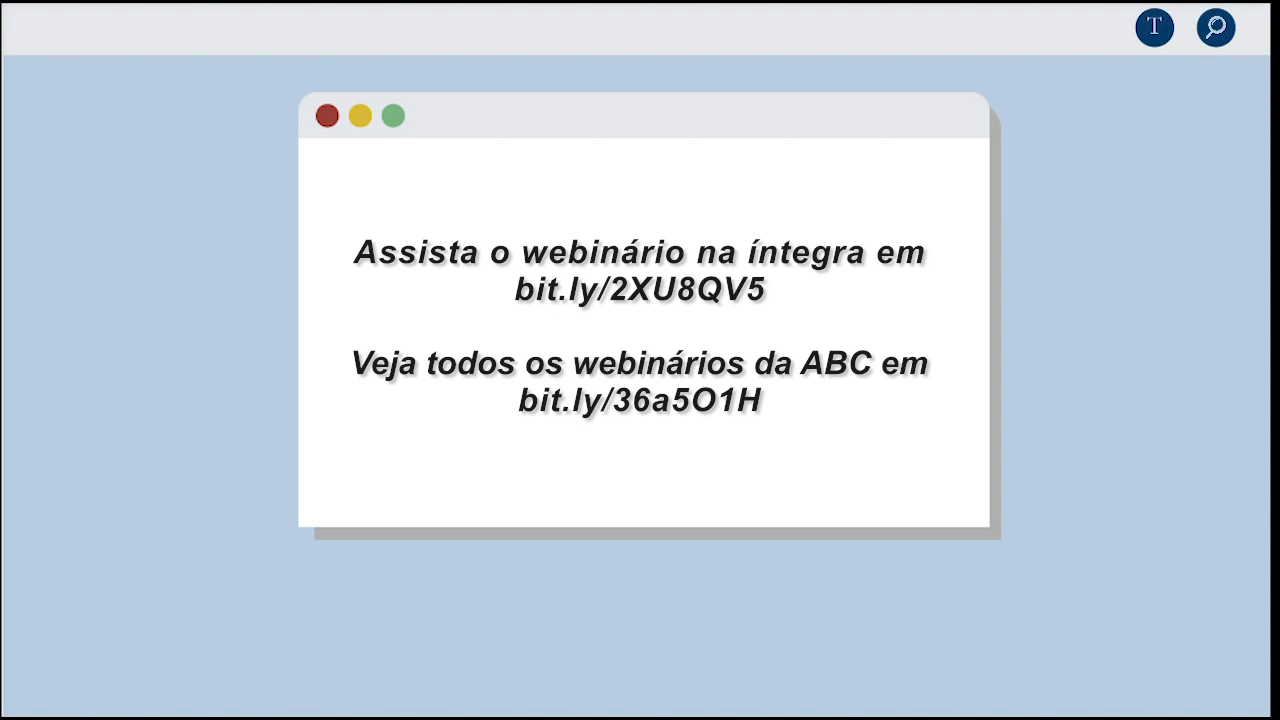 T
Assista o webinário na íntegra em
bit.ly/2XU8QV5
Veja todos os webinários da ABC em
bit.ly/36a5O1H